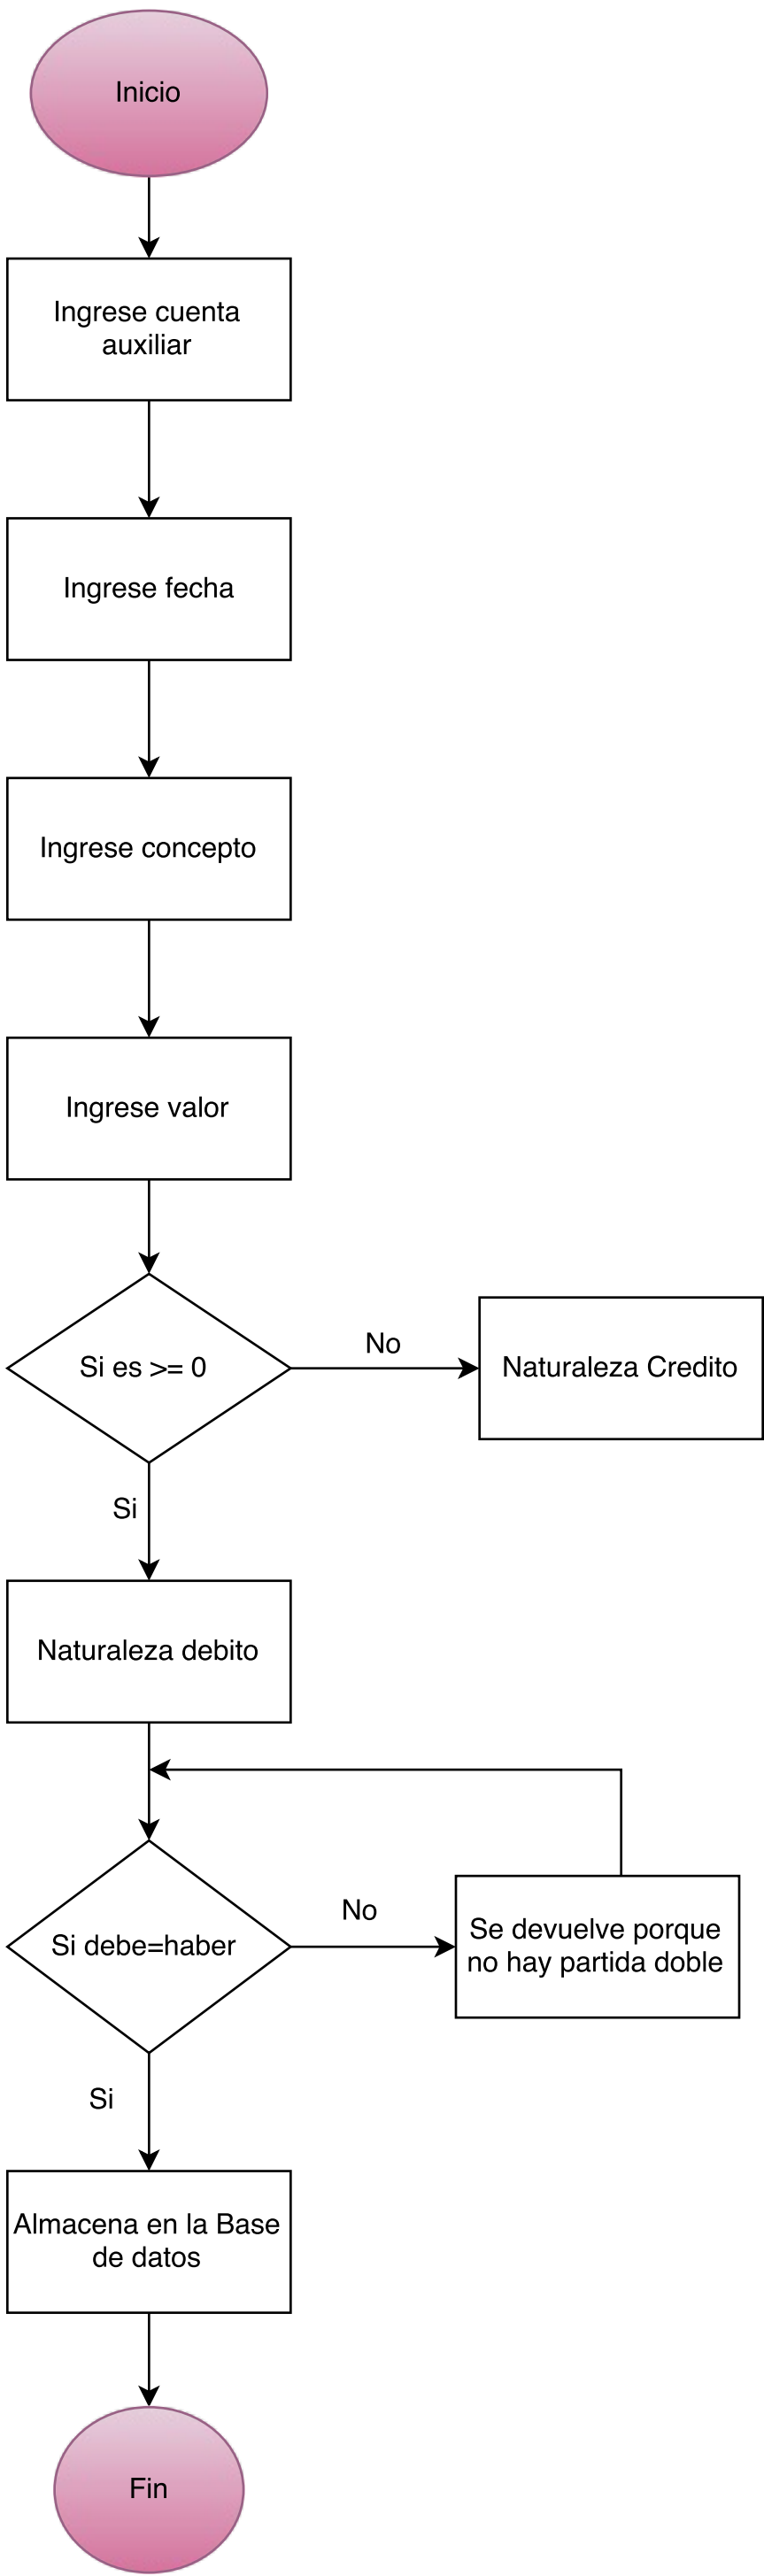 Inicio
Ingrese cuenta
auxiliar
Ingrese fecha
Ingrese concepto
Ingrese valor
Si es >= 0
No
Naturaleza Credito
Si
Naturaleza debito
Si debe=haber
No
Se devuelve porque
no hay partida doble
Si
Almacena en la Base
de datos
Fin